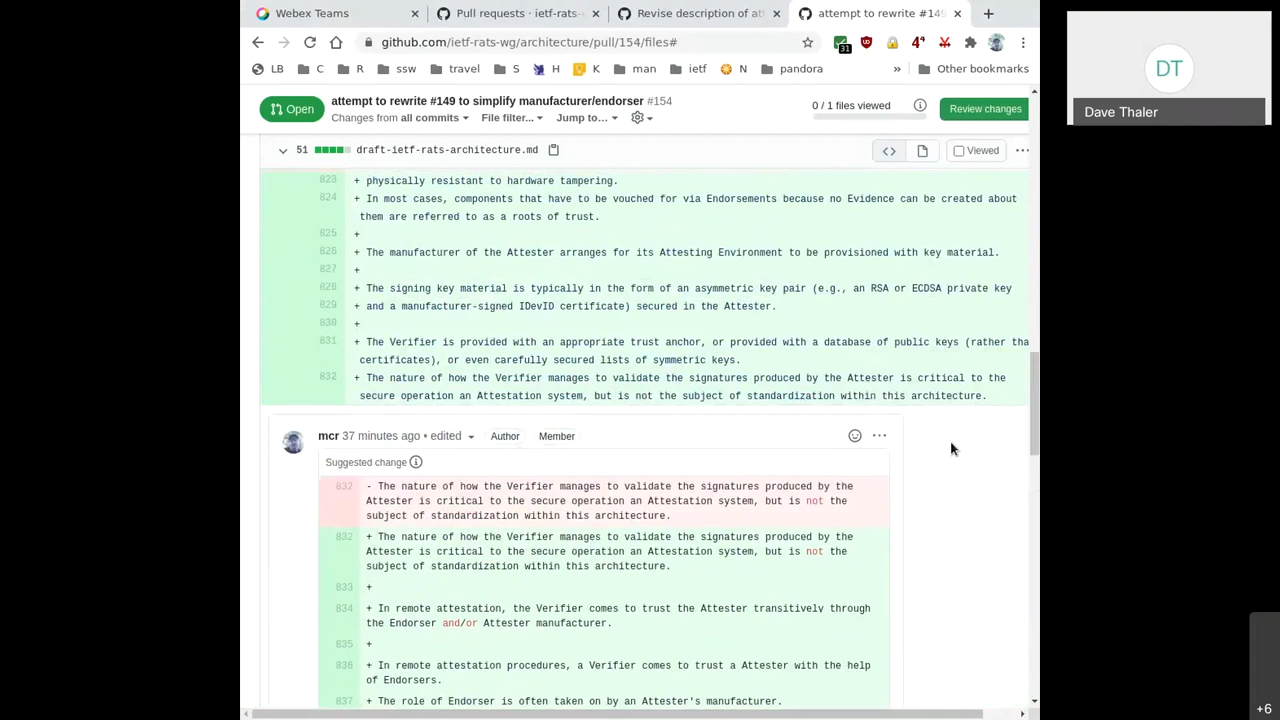 Webex Teams
Pull requests · ietf-rats-
Revise description of at
attempt to rewrite #149
github.com/ietf-rats-wg/architecture/pull/154/files#
31
4⁴
LB
C
R
ssw
travel
S
H
K
man
ietf
N
pandora
»
Other bookmarks
Open
attempt to rewrite #149 to simplify manufacturer/endorser #154
Changes from all commits
File filter...
Jump to…
0 / 1 files viewed
Review changes
51
draft-ietf-rats-architecture.md
Viewed
823 + physically resistant to hardware tampering.
824 + In most cases, components that have to be vouched for via Endorsements because no Evidence can be created about
them are referred to as a roots of trust.
825 +
826 + The manufacturer of the Attester arranges for its Attesting Environment to be provisioned with key material.
827 +
828 + The signing key material is typically in the form of an asymmetric key pair (e.g., an RSA or ECDSA private key
829 + and a manufacturer-signed IDevID certificate) secured in the Attester.
830 +
831 + The Verifier is provided with an appropriate trust anchor, or provided with a database of public keys (rather tha
certificates), or even carefully secured lists of symmetric keys.
832 + The nature of how the Verifier manages to validate the signatures produced by the Attester is critical to the
secure operation an Attestation system, but is not the subject of standardization within this architecture.
mcr 37 minutes ago • edited
Author
Member
Suggested change
832 - The nature of how the Verifier manages to validate the signatures produced by the
Attester is critical to the secure operation an Attestation system, but is not the
subject of standardization within this architecture.
832 + The nature of how the Verifier manages to validate the signatures produced by the
Attester is critical to the secure operation an Attestation system, but is not the
subject of standardization within this architecture.
833 +
834 + In remote attestation, the Verifier comes to trust the Attester transitively through
the Endorser and/or Attester manufacturer.
835 +
836 + In remote attestation procedures, a Verifier comes to trust a Attester with the help
of Endorsers.
837 + The role of Endorser is often taken on by an Attester's manufacturer.
DT
Dave Thaler
+6